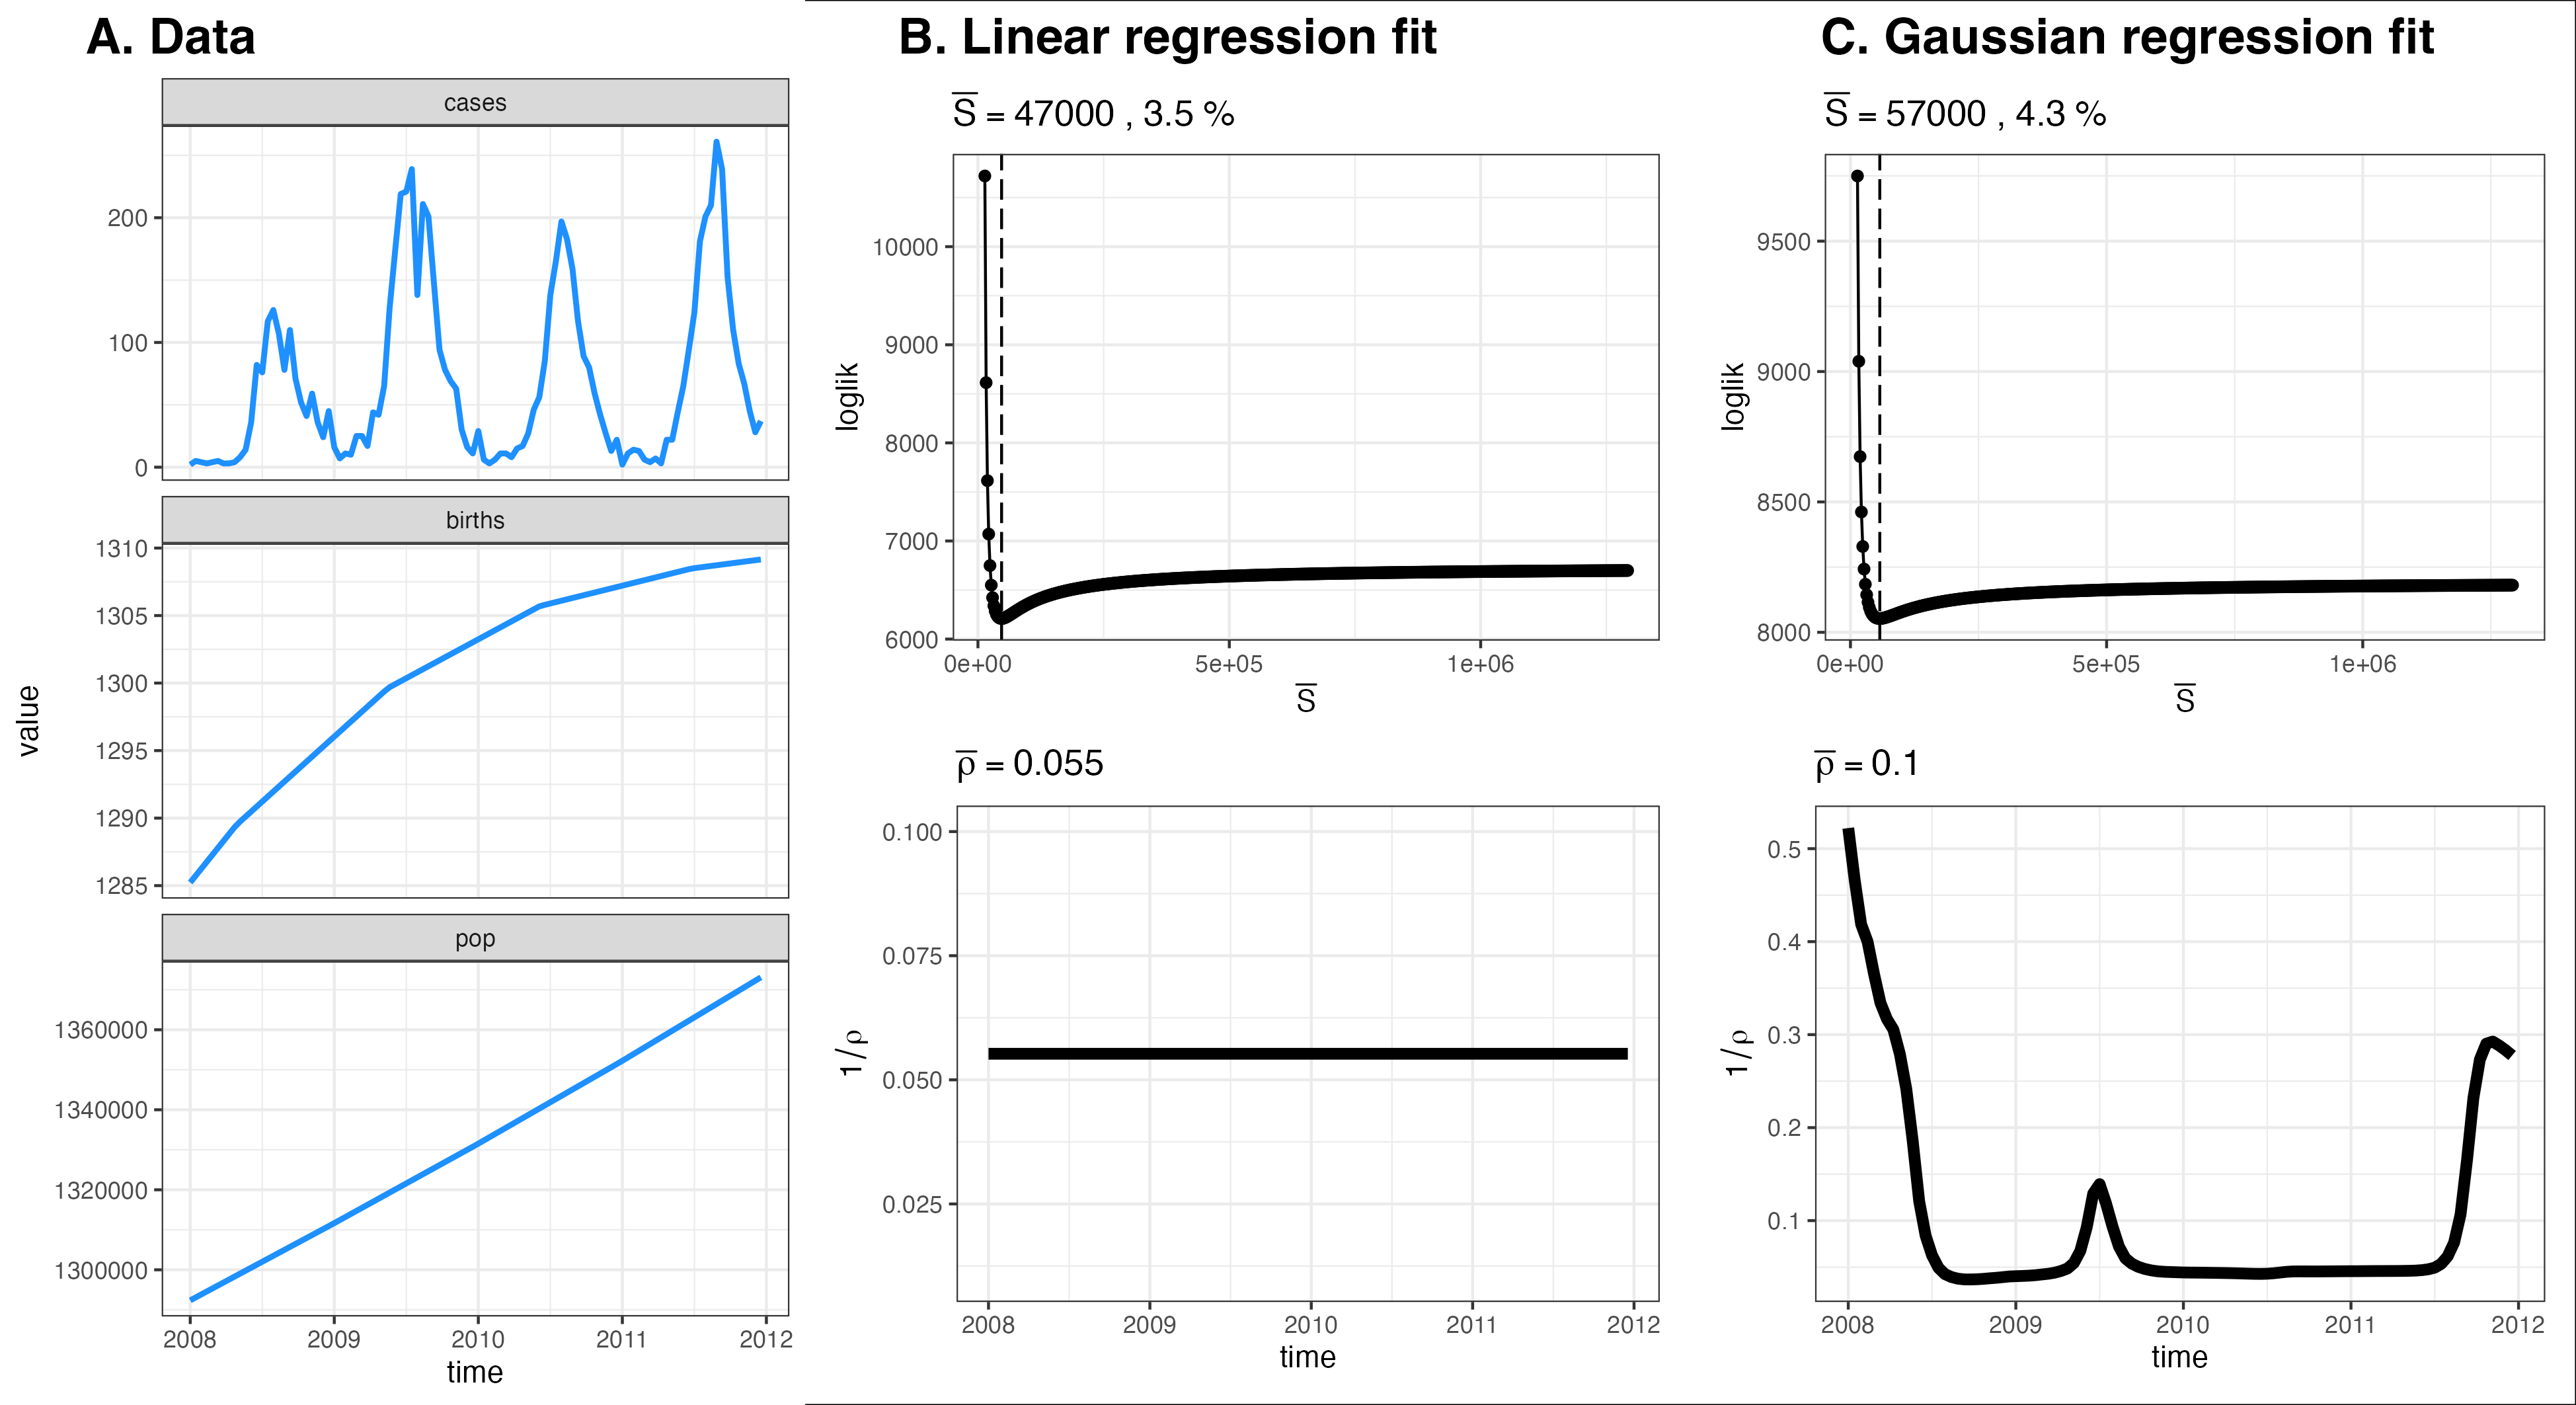 A. Data
cases
200
100
0
births
1310
1305
1300
1295
1290
1285
pop
1360000
1340000
1320000
1300000
2008 2009 2010 2011 2012
time
value
B. Linear regression fit
S̅ = 47000 , 3.5 %
10000
9000
8000
7000
6000
loglik
0e+00 5e+05 1e+06
S̅
ρ̅ = 0.055
0.100
0.075
0.050
0.025
1/ρ
2008 2009 2010 2011 2012
time
C. Gaussian regression fit
S̅ = 57000 , 4.3 %
9500
9000
8500
8000
loglik
0e+00 5e+05 1e+06
S̅
ρ̅ = 0.1
0.5
0.4
0.3
0.2
0.1
1/ρ
2008 2009 2010 2011 2012
time